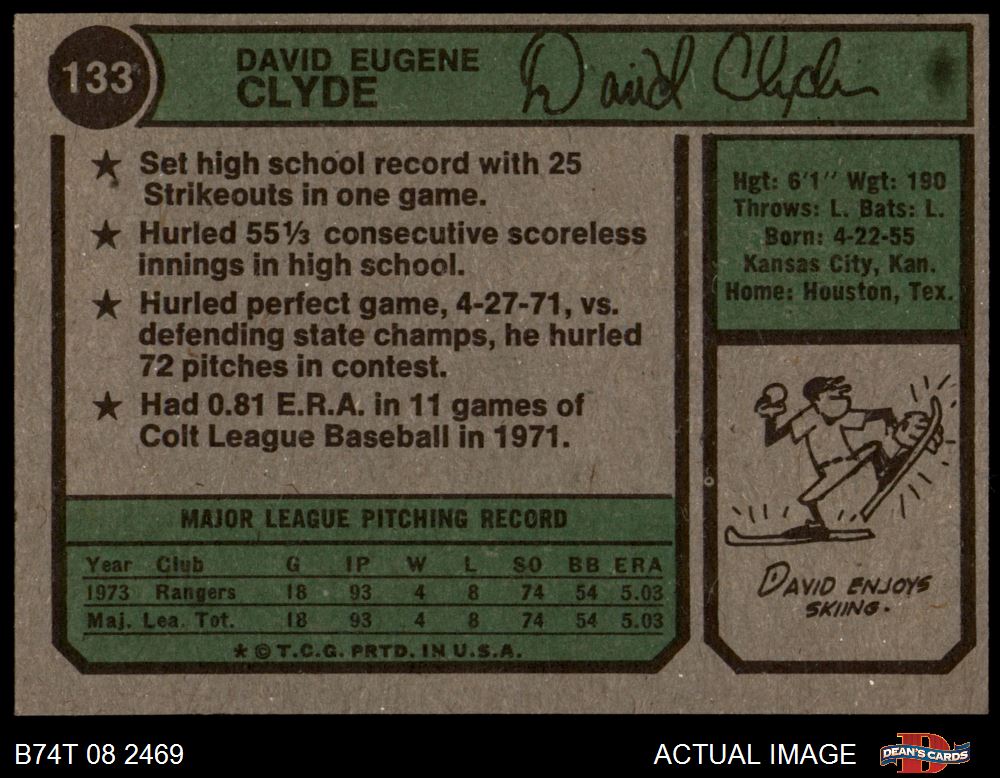 133
DAVID EUGENE
CLYDE
David Clyde
★ Set high school record with 25
Strikeouts in one game.
★ Hurled 55⅓ consecutive scoreless
innings in high school.
★ Hurled perfect game, 4-27-71, vs.
defending state champs, he hurled
72 pitches in contest.
★ Had 0.81 E.R.A. in 11 games of
Colt League Baseball in 1971.
Hgt: 6'1'' Wgt: 190
Throws: L. Bats: L.
Born: 4-22-55
Kansas City, Kan.
Home: Houston, Tex.
DAVID ENJOYS
SKIING.
MAJOR LEAGUE PITCHING RECORD
Year Club G IP W L SO BB ERA
1973 Rangers 18 93 4 8 74 54 5.03
Maj. Lea. Tot. 18 93 4 8 74 54 5.03
* © T.C.G. PRTD. IN U.S.A.
B74T 08 2469
ACTUAL IMAGE
D
DEAN'S CARDS